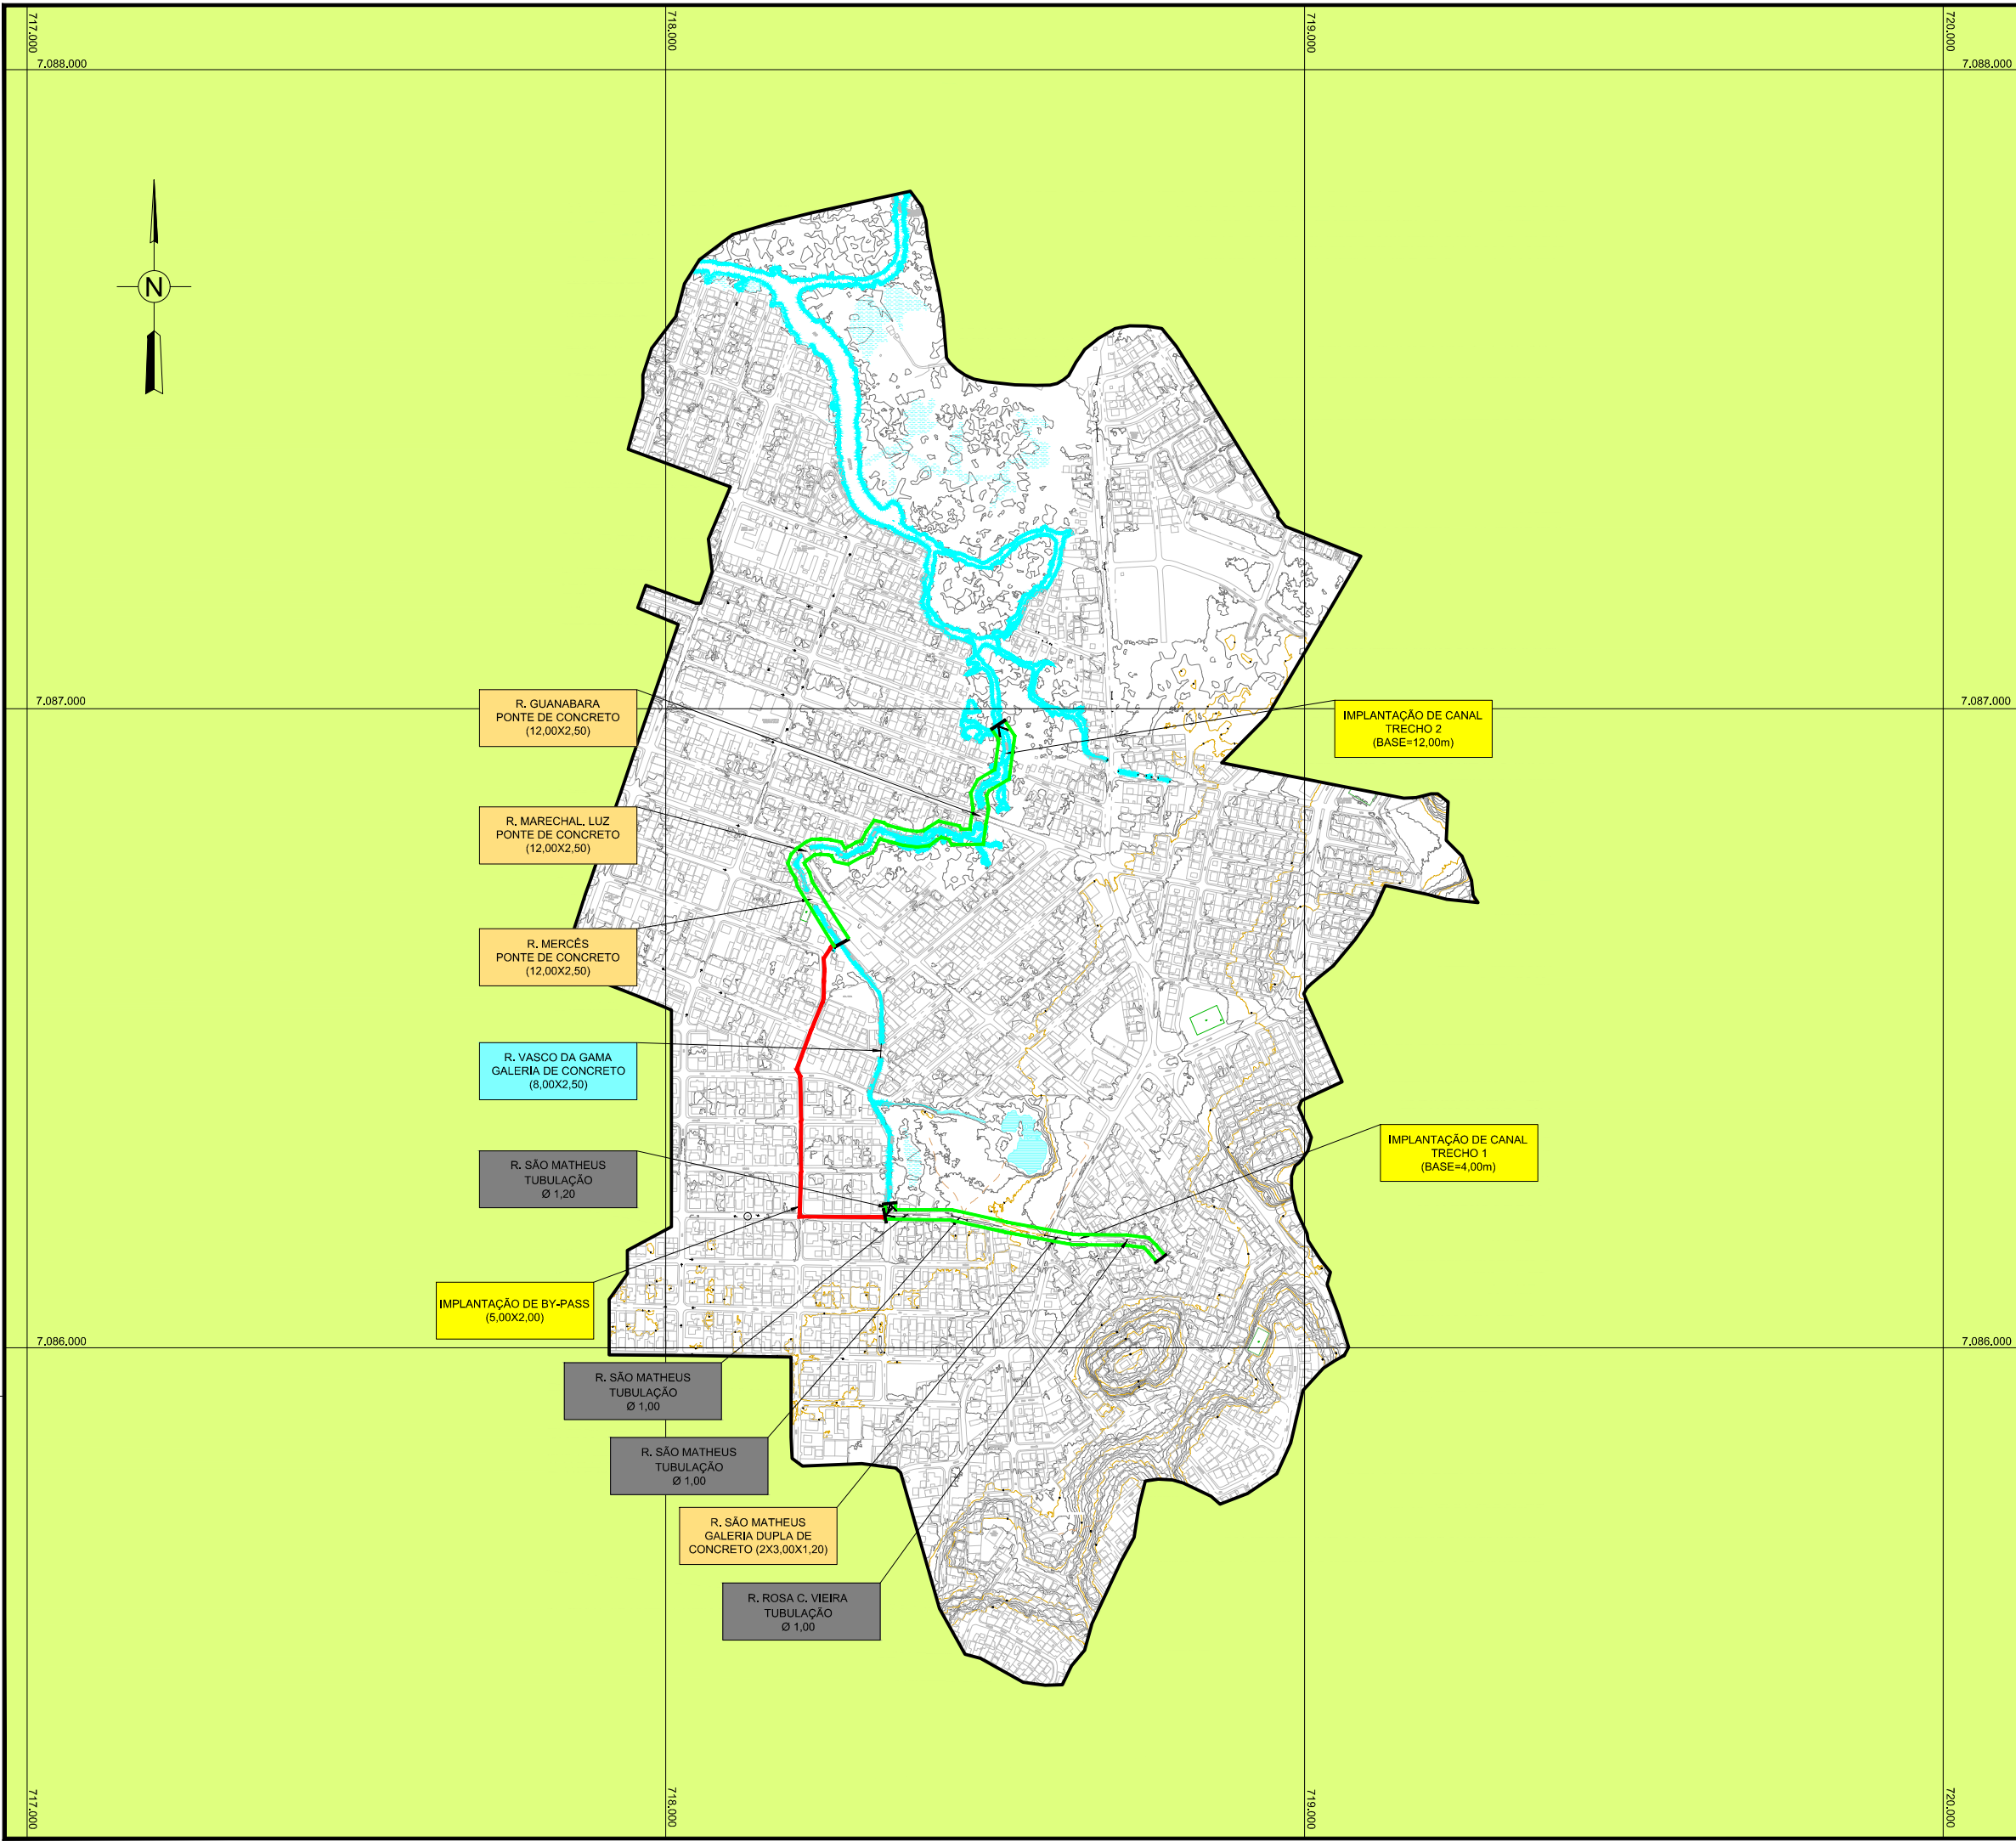 717.000
718.000
719.000
720.000
7.088.000
7.088.000
N
7.087.000
7.087.000
R. GUANABARA
PONTE DE CONCRETO
(12,00X2,50)
IMPLANTAÇÃO DE CANAL
TRECHO 2
(BASE=12,00m)
R. MARECHAL. LUZ
PONTE DE CONCRETO
(12,00X2,50)
R. MERCÊS
PONTE DE CONCRETO
(12,00X2,50)
R. VASCO DA GAMA
GALERIA DE CONCRETO
(8,00X2,50)
IMPLANTAÇÃO DE CANAL
TRECHO 1
(BASE=4,00m)
R. SÃO MATHEUS
TUBULAÇÃO
Ø 1,20
IMPLANTAÇÃO DE BY-PASS
(5,00X2,00)
7.086.000
7.086.000
R. SÃO MATHEUS
TUBULAÇÃO
Ø 1,00
R. SÃO MATHEUS
TUBULAÇÃO
Ø 1,00
R. SÃO MATHEUS
GALERIA DUPLA DE
CONCRETO (2X3,00X1,20)
R. ROSA C. VIEIRA
TUBULAÇÃO
Ø 1,00
717.000
718.000
719.000
720.000